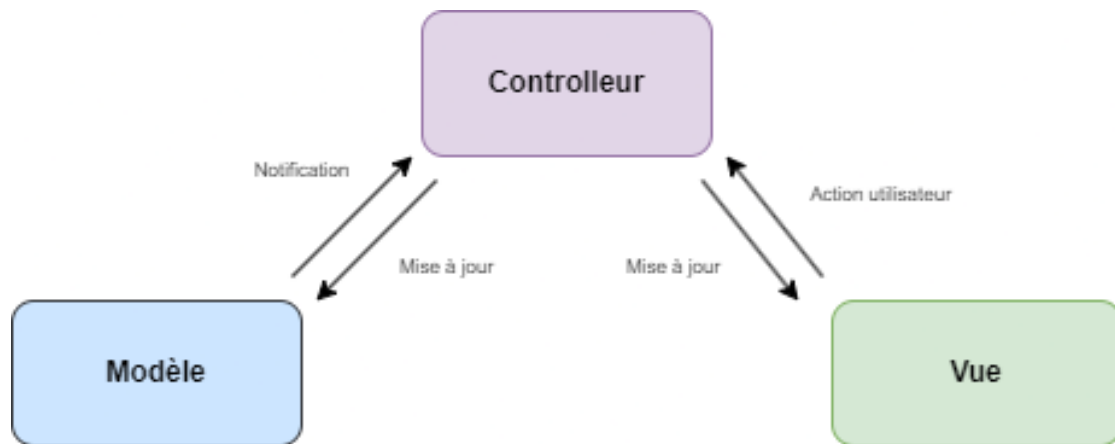 Controlleur
Notification
Action utilisateur
Mise à jour
Mise à jour
Modèle
Vue